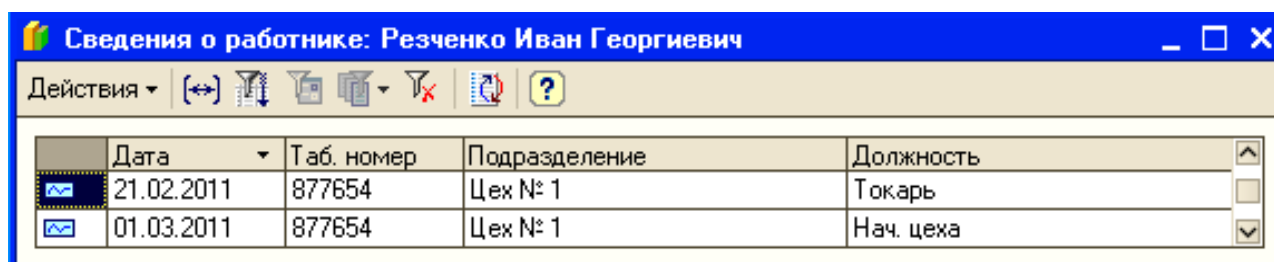 Сведения о работнике: Резченко Иван Георгиевич
Действия
?
Дата Таб. номер Подразделение Должность
21.02.2011 877654 Цех № 1 Токарь
01.03.2011 877654 Цех № 1 Нач. цеха